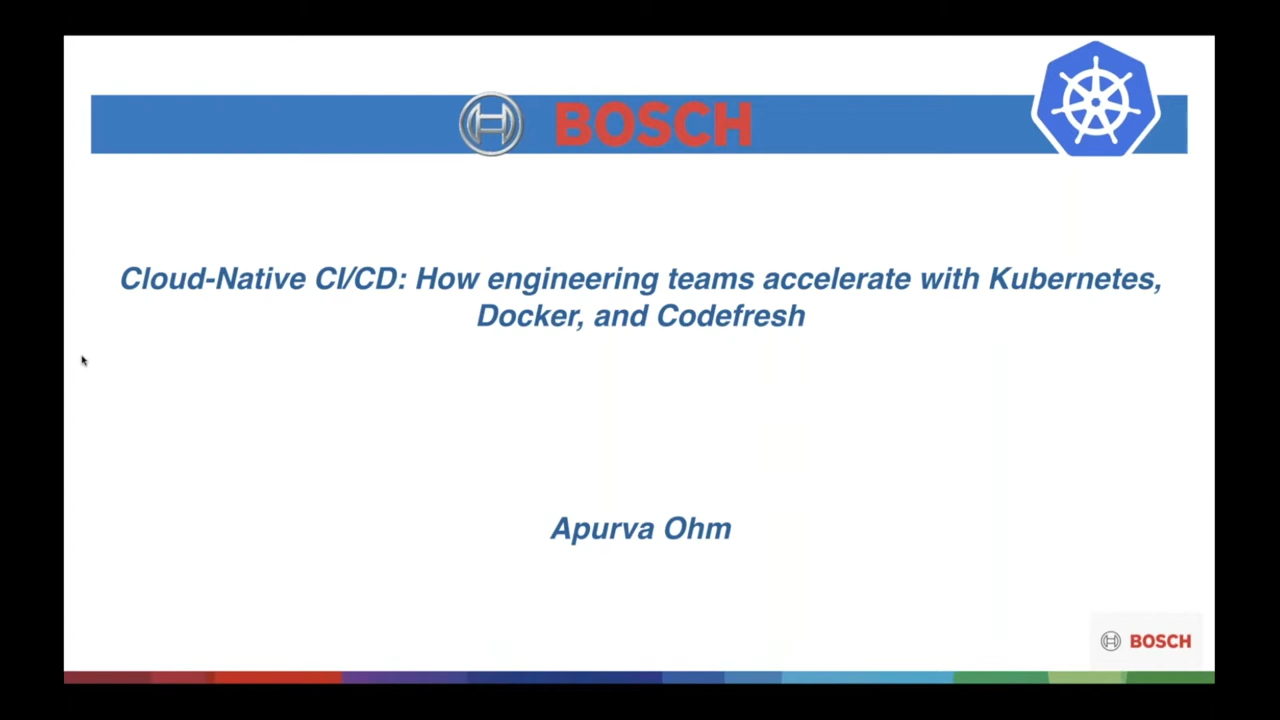 BOSCH
Cloud-Native CI/CD: How engineering teams accelerate with Kubernetes,
Docker, and Codefresh
Apurva Ohm
BOSCH